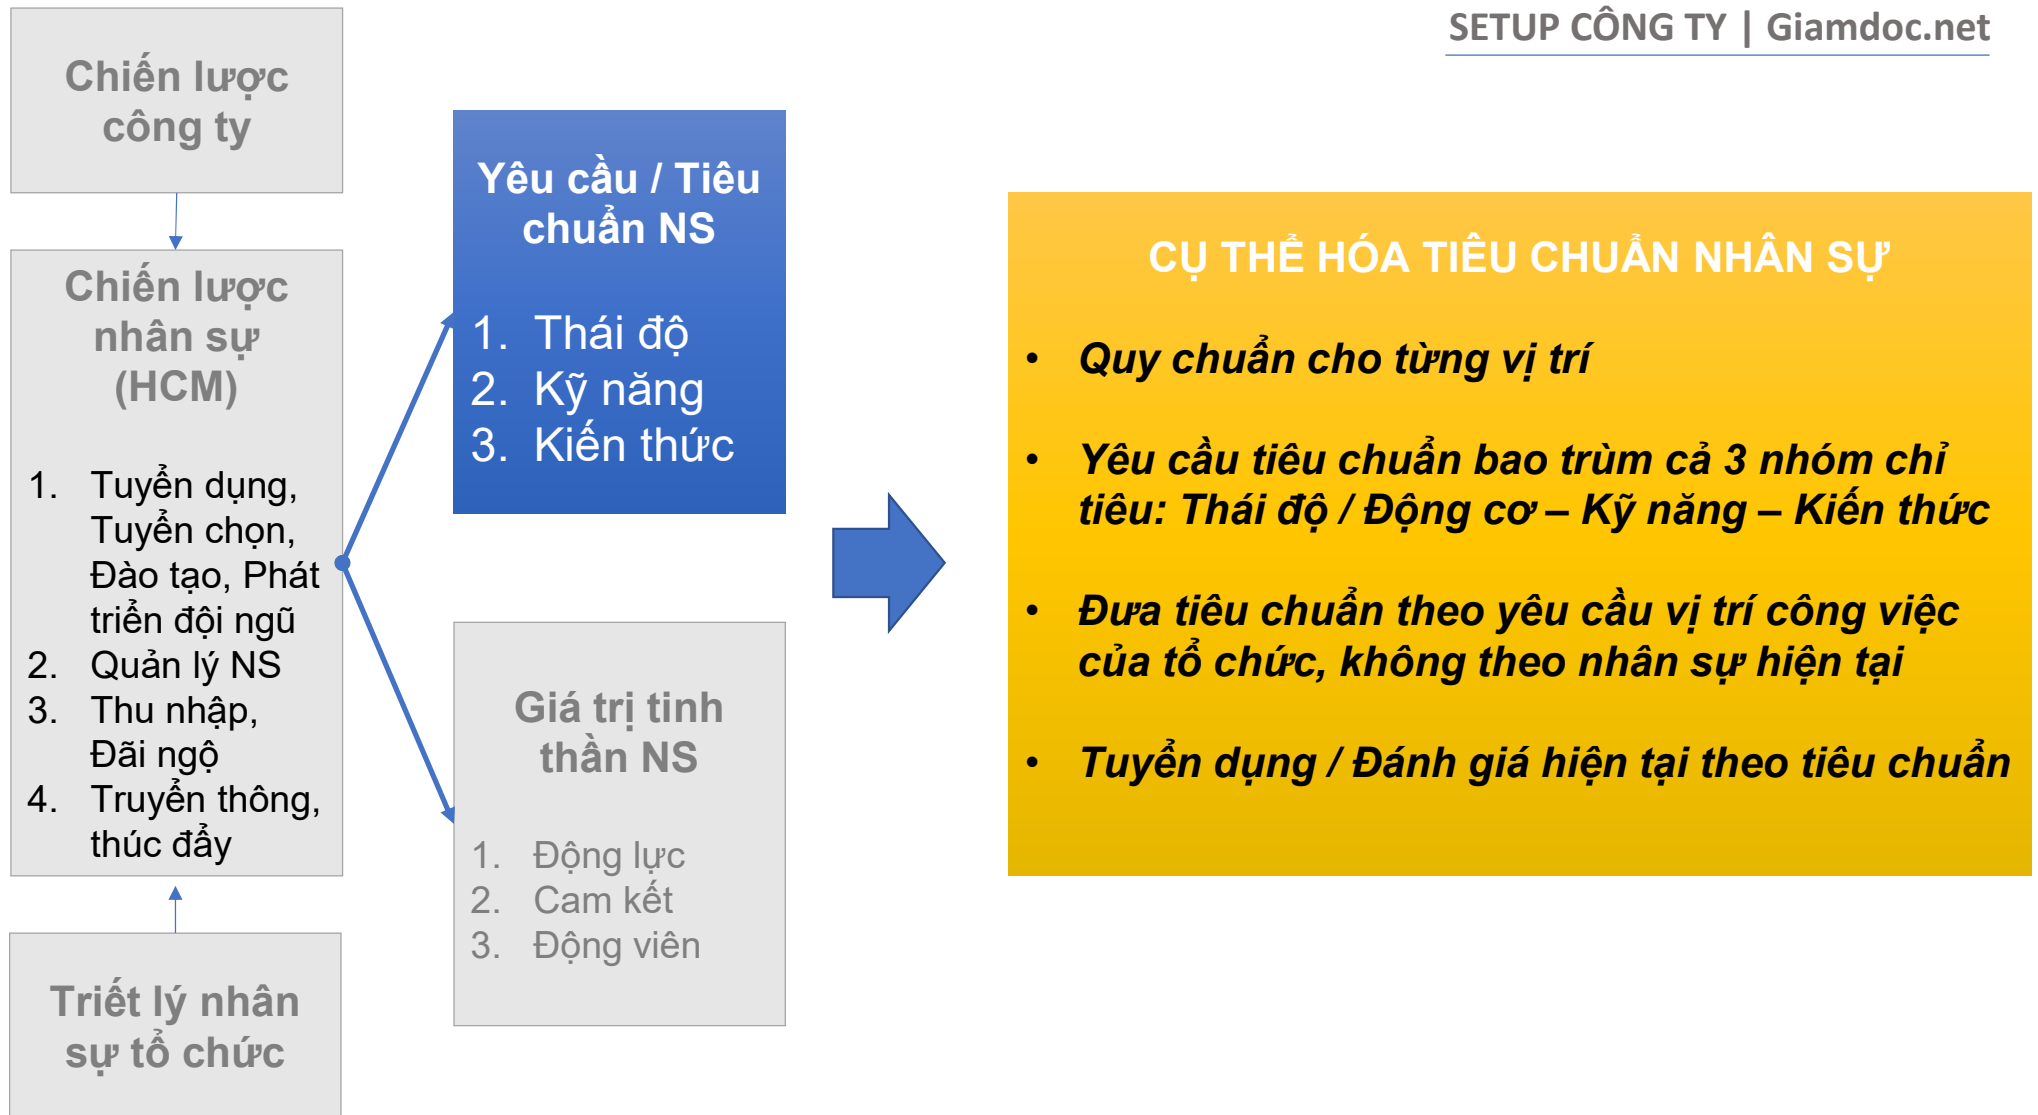 SETUP CÔNG TY | Giamdoc.net
Chiến lược
công ty
Chiến lược
nhân sự
(HCM)
1. Tuyển dụng,
Tuyển chọn,
Đào tạo, Phát
triển đội ngũ
2. Quản lý NS
3. Thu nhập,
Đãi ngộ
4. Truyển thông,
thúc đẩy
Triết lý nhân
sự tổ chức
Yêu cầu / Tiêu
chuẩn NS
1. Thái độ
2. Kỹ năng
3. Kiến thức
Giá trị tinh
thần NS
1. Động lực
2. Cam kết
3. Động viên
CỤ THỂ HÓA TIÊU CHUẨN NHÂN SỰ
• Quy chuẩn cho từng vị trí
• Yêu cầu tiêu chuẩn bao trùm cả 3 nhóm chỉ
tiêu: Thái độ / Động cơ – Kỹ năng – Kiến thức
• Đưa tiêu chuẩn theo yêu cầu vị trí công việc
của tổ chức, không theo nhân sự hiện tại
• Tuyển dụng / Đánh giá hiện tại theo tiêu chuẩn